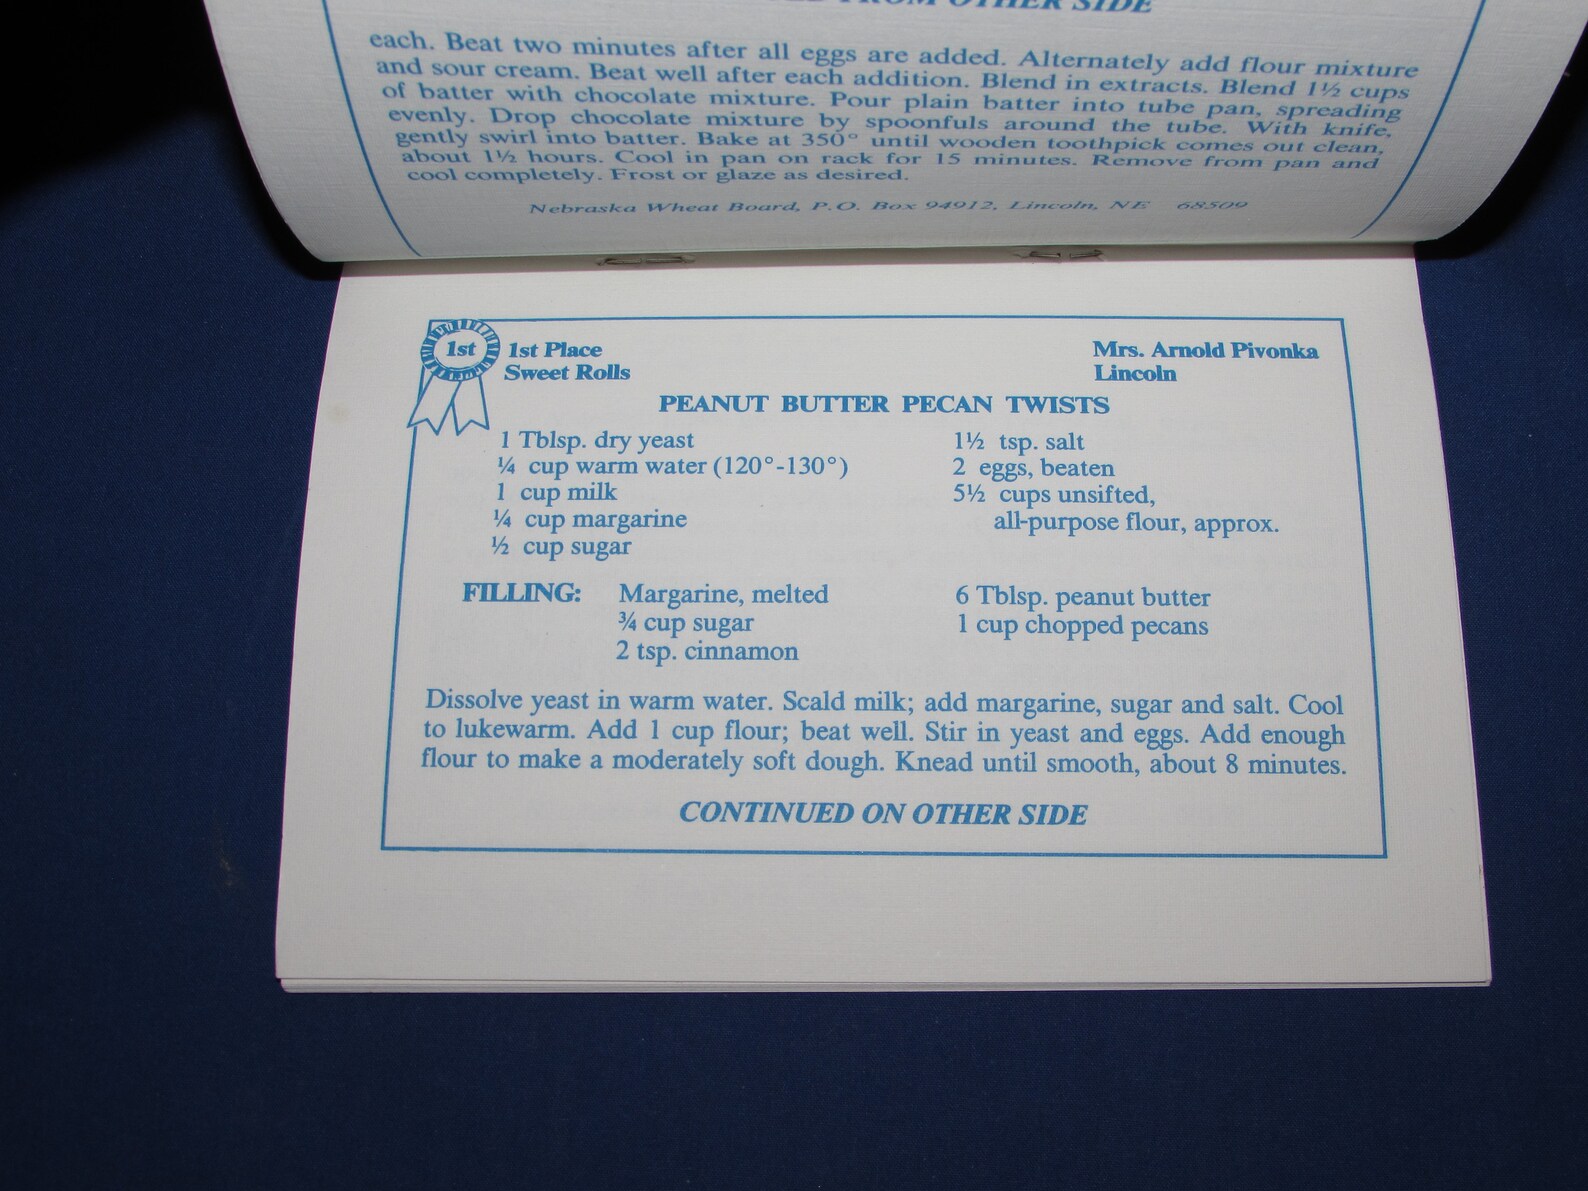 FROM OTHER SIDE
each. Beat two minutes after all eggs are added. Alternately add flour mixture
and sour cream. Beat well after each addition. Blend in extracts. Blend 1½ cups
of batter with chocolate mixture. Pour plain batter into tube pan, spreading
evenly. Drop chocolate mixture by spoonfuls around the tube. With knife,
gently swirl into batter. Bake at 350° until wooden toothpick comes out clean,
about 1½ hours. Cool in pan on rack for 15 minutes. Remove from pan and
cool completely. Frost or glaze as desired.
Nebraska Wheat Board, P.O. Box 94912, Lincoln, NE 68509
1st
1st Place
Sweet Rolls
Mrs. Arnold Pivonka
Lincoln
PEANUT BUTTER PECAN TWISTS
1 Tblsp. dry yeast
¼ cup warm water (120°-130°)
1 cup milk
¼ cup margarine
½ cup sugar
1½ tsp. salt
2 eggs, beaten
5½ cups unsifted,
all-purpose flour, approx.
FILLING: Margarine, melted
¾ cup sugar
2 tsp. cinnamon
6 Tblsp. peanut butter
1 cup chopped pecans
Dissolve yeast in warm water. Scald milk; add margarine, sugar and salt. Cool
to lukewarm. Add 1 cup flour; beat well. Stir in yeast and eggs. Add enough
flour to make a moderately soft dough. Knead until smooth, about 8 minutes.
CONTINUED ON OTHER SIDE